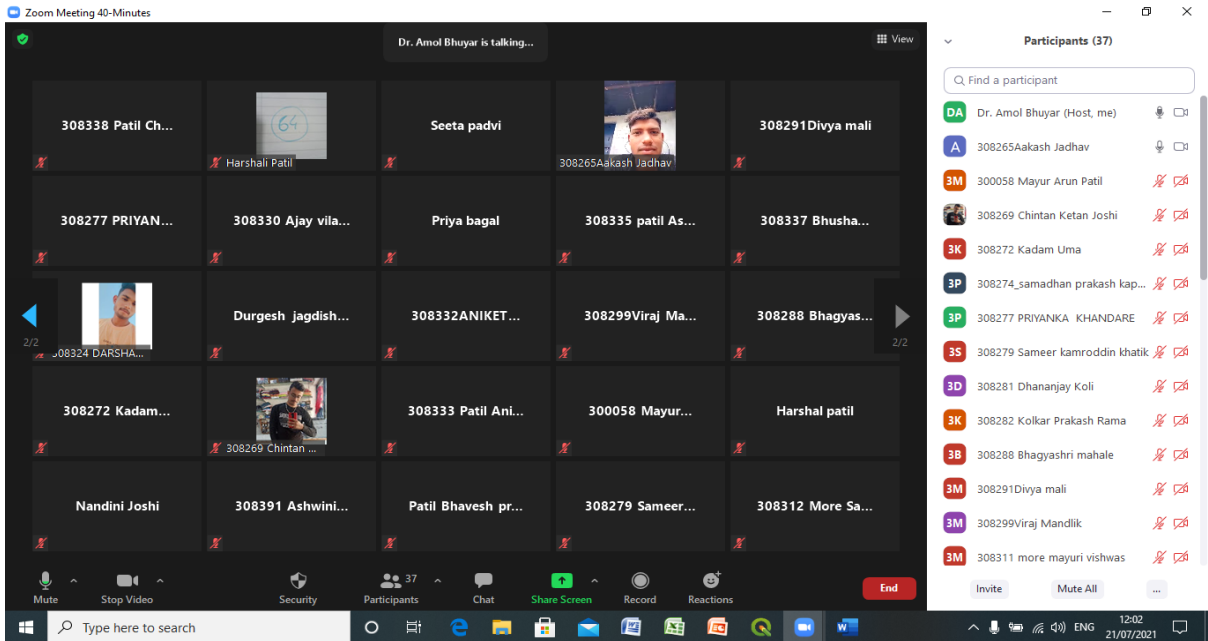 Zoom Meeting 40-Minutes
Dr. Amol Bhuyar is talking...
View
308338 Patil Ch...
64
Harshali Patil
Seeta padvi
308265Aakash Jadhav
308291Divya mali
308277 PRIYAN...
308330 Ajay vila...
Priya bagal
308335 patil As...
308337 Bhusha...
308324 DARSHA...
Durgesh jagdish...
308332ANIKET...
308299Viraj Ma...
308288 Bhagyas...
2/2
2/2
308272 Kadam...
308269 Chintan ...
308333 Patil Ani...
300058 Mayur...
Harshal patil
Nandini Joshi
308391 Ashwini...
Patil Bhavesh pr...
308279 Sameer...
308312 More Sa...
Mute
Stop Video
Security
Participants
37
Chat
Share Screen
Record
Reactions
End
Participants (37)
Find a participant
DA Dr. Amol Bhuyar (Host, me)
A 308265Aakash Jadhav
3M 300058 Mayur Arun Patil
308269 Chintan Ketan Joshi
3K 308272 Kadam Uma
3P 308274_samadhan prakash kap...
3P 308277 PRIYANKA KHANDARE
3S 308279 Sameer kamroddin khatik
3D 308281 Dhananjay Koli
3K 308282 Kolkar Prakash Rama
3B 308288 Bhagyashri mahale
3M 308291Divya mali
3M 308299Viraj Mandlik
3M 308311 more mayuri vishwas
Invite
Mute All
...
Type here to search
ENG
12:02
21/07/2021